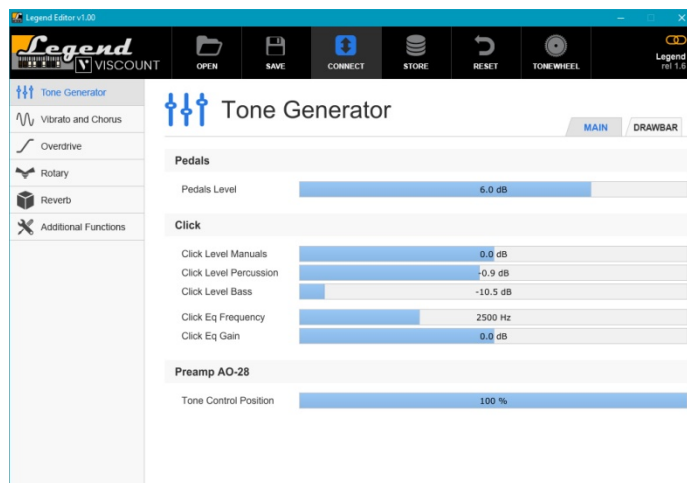 Legend Editor v1.00
Legend
VISCOUNT
OPEN
SAVE
CONNECT
STORE
RESET
TONEWHEEL
Legend
rel 1.6
Tone Generator
Vibrato and Chorus
Overdrive
Rotary
Reverb
Additional Functions
Tone Generator
MAIN
DRAWBAR
Pedals
Pedals Level 6.0 dB
Click
Click Level Manuals 0.0 dB
Click Level Percussion -0.9 dB
Click Level Bass -10.5 dB
Click Eq Frequency 2500 Hz
Click Eq Gain 0.0 dB
Preamp AO-28
Tone Control Position 100 %